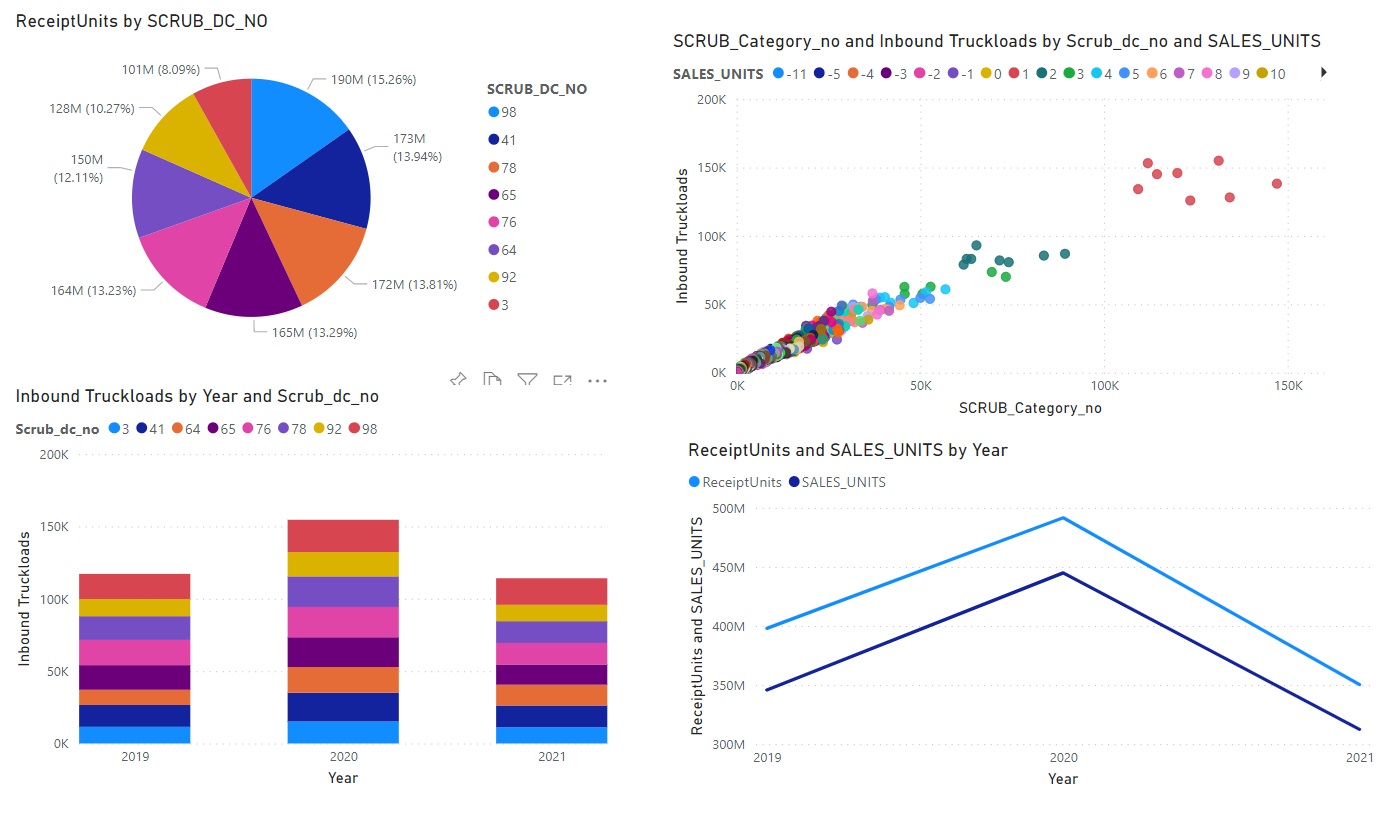 ReceiptUnits by SCRUB_DC_NO
101M (8.09%)
190M (15.26%)
128M (10.27%)
173M
(13.94%)
150M
(12.11%)
172M (13.81%)
164M (13.23%)
165M (13.29%)
SCRUB_DC_NO
98
41
78
65
76
64
92
3
SCRUB_Category_no and Inbound Truckloads by Scrub_dc_no and SALES_UNITS
SALES_UNITS -11 -5 -4 -3 -2 -1 0 1 2 3 4 5 6 7 8 9 10
200K
150K
100K
50K
0K
Inbound Truckloads
0K 50K 100K 150K
SCRUB_Category_no
Inbound Truckloads by Year and Scrub_dc_no
Scrub_dc_no 3 41 64 65 76 78 92 98
200K
150K
100K
50K
0K
Inbound Truckloads
2019 2020 2021
Year
ReceiptUnits and SALES_UNITS by Year
ReceiptUnits SALES_UNITS
500M
450M
400M
350M
300M
ReceiptUnits and SALES_UNITS
2019 2020 2021
Year